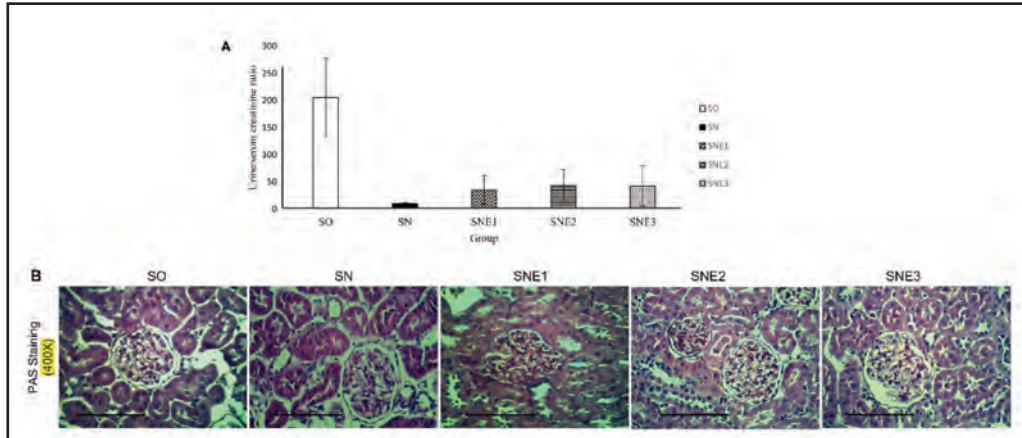 A
300
250
200
150
100
50
0
Urine/serum creatinine ratio
SO SN SNE1 SNE2 SNE3
Group
SO
SN
SNE1
SNE2
SNE3
B
SO SN SNE1 SNE2 SNE3
PAS Staining
(400X)